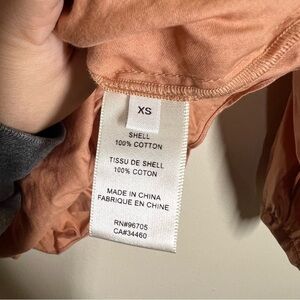 XS
SHELL
100% COTTON
TISSU DE SHELL
100% COTON
MADE IN CHINA
FABRIQUE EN CHINE
RN#96705
CA#34460